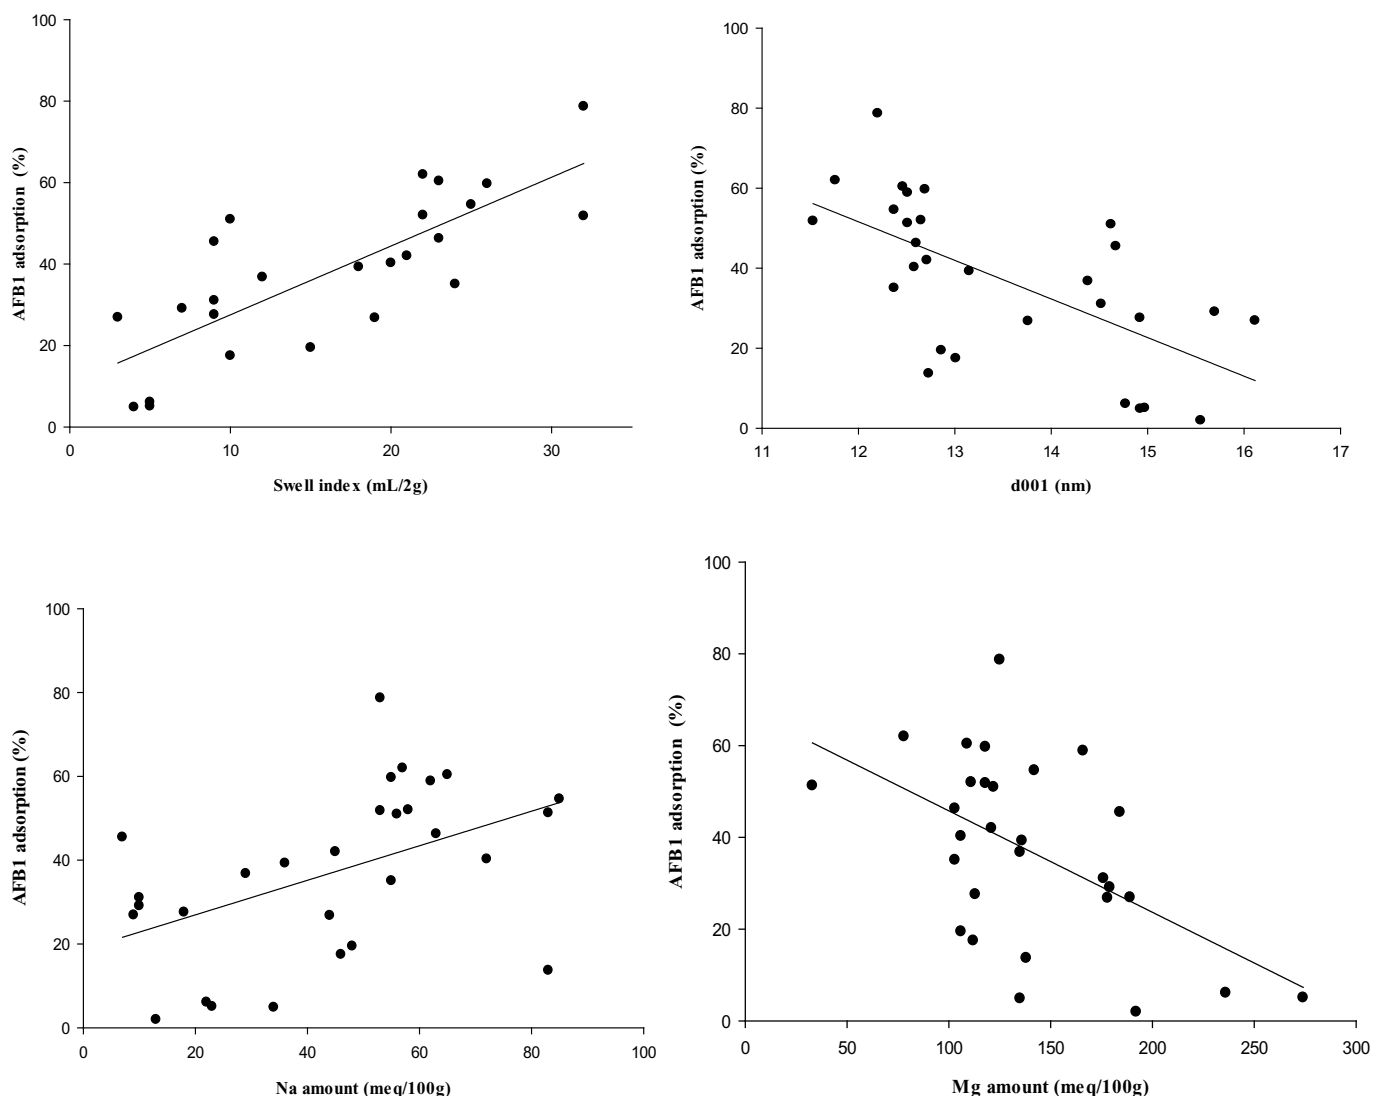 100
80
60
40
20
0
AFB1 adsorption (%)
0 10 20 30
Swell index (mL/2g)
100
80
60
40
20
0
AFB1 adsorption (%)
11 12 13 14 15 16 17
d001 (nm)
100
80
60
40
20
0
AFB1 adsorption (%)
0 20 40 60 80 100
Na amount (meq/100g)
100
80
60
40
20
0
AFB1 adsorption (%)
0 50 100 150 200 250 300
Mg amount (meq/100g)